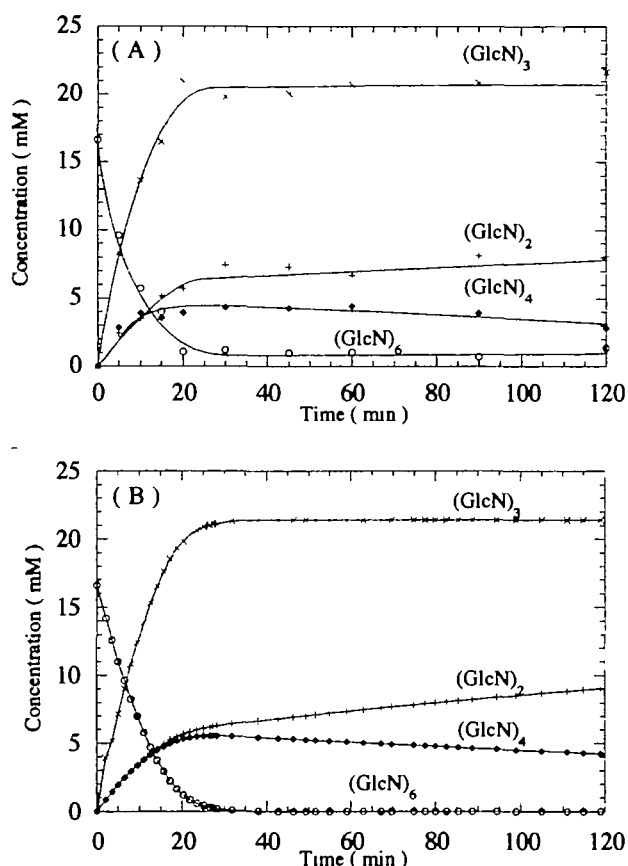 ( A )
25
20
15
10
5
0
Concentration ( mM )
(GlcN)3
(GlcN)2
(GlcN)4
(GlcN)6
0 20 40 60 80 100 120
Time ( min )
( B )
25
20
15
10
5
0
Concentration ( mM )
(GlcN)3
(GlcN)2
(GlcN)4
(GlcN)6
0 20 40 60 80 100 120
Time ( min )